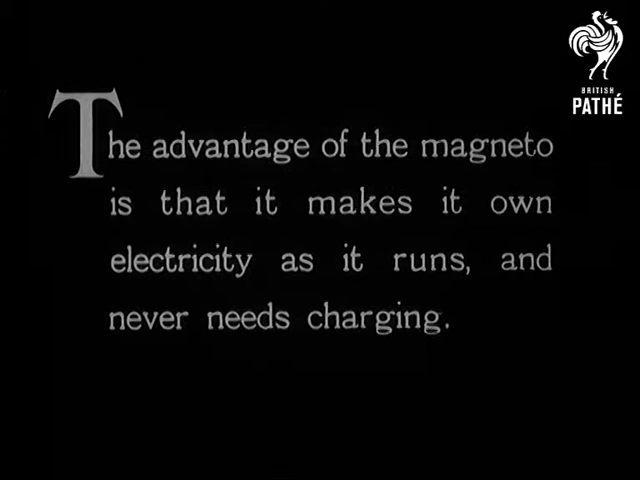 BRITISH
PATHÉ
The advantage of the magneto
is that it makes it own
electricity as it runs, and
never needs charging.